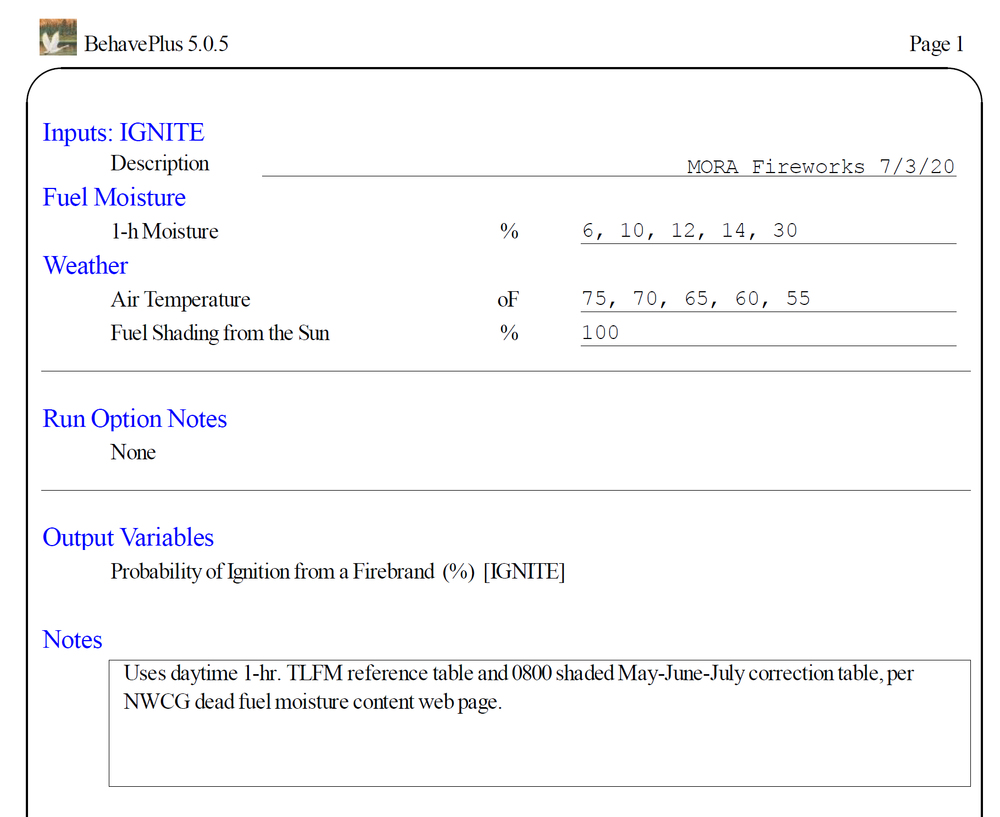 BehavePlus 5.0.5 Page 1
Inputs: IGNITE
Description MORA Fireworks 7/3/20
Fuel Moisture
1-h Moisture % 6, 10, 12, 14, 30
Weather
Air Temperature oF 75, 70, 65, 60, 55
Fuel Shading from the Sun % 100
Run Option Notes
None
Output Variables
Probability of Ignition from a Firebrand (%) [IGNITE]
Notes
Uses daytime 1-hr. TLFM reference table and 0800 shaded May-June-July correction table, per
NWCG dead fuel moisture content web page.